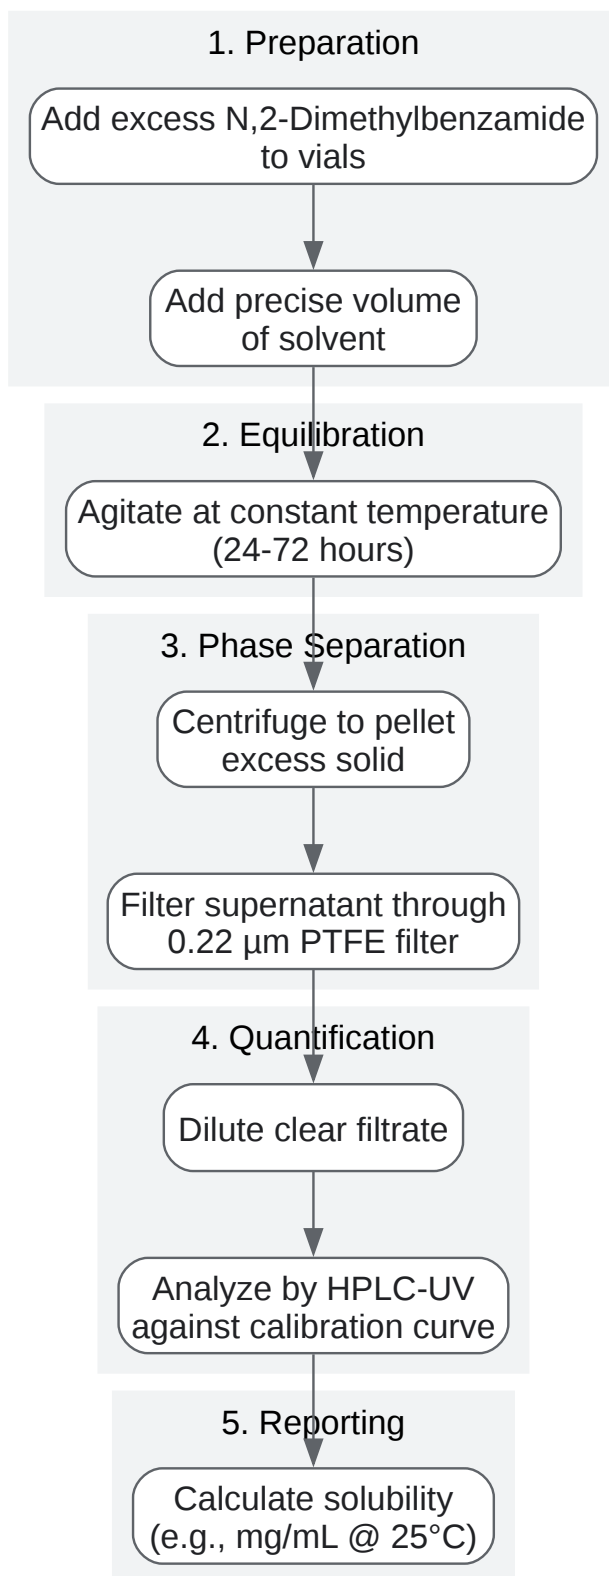 1. Preparation
Add excess N,2-Dimethylbenzamide
to vials
Add precise volume
of solvent
2. Equilibration
Agitate at constant temperature
(24-72 hours)
3. Phase Separation
Centrifuge to pellet
excess solid
Filter supernatant through
0.22 µm PTFE filter
4. Quantification
Dilute clear filtrate
Analyze by HPLC-UV
against calibration curve
5. Reporting
Calculate solubility
(e.g., mg/mL @ 25°C)